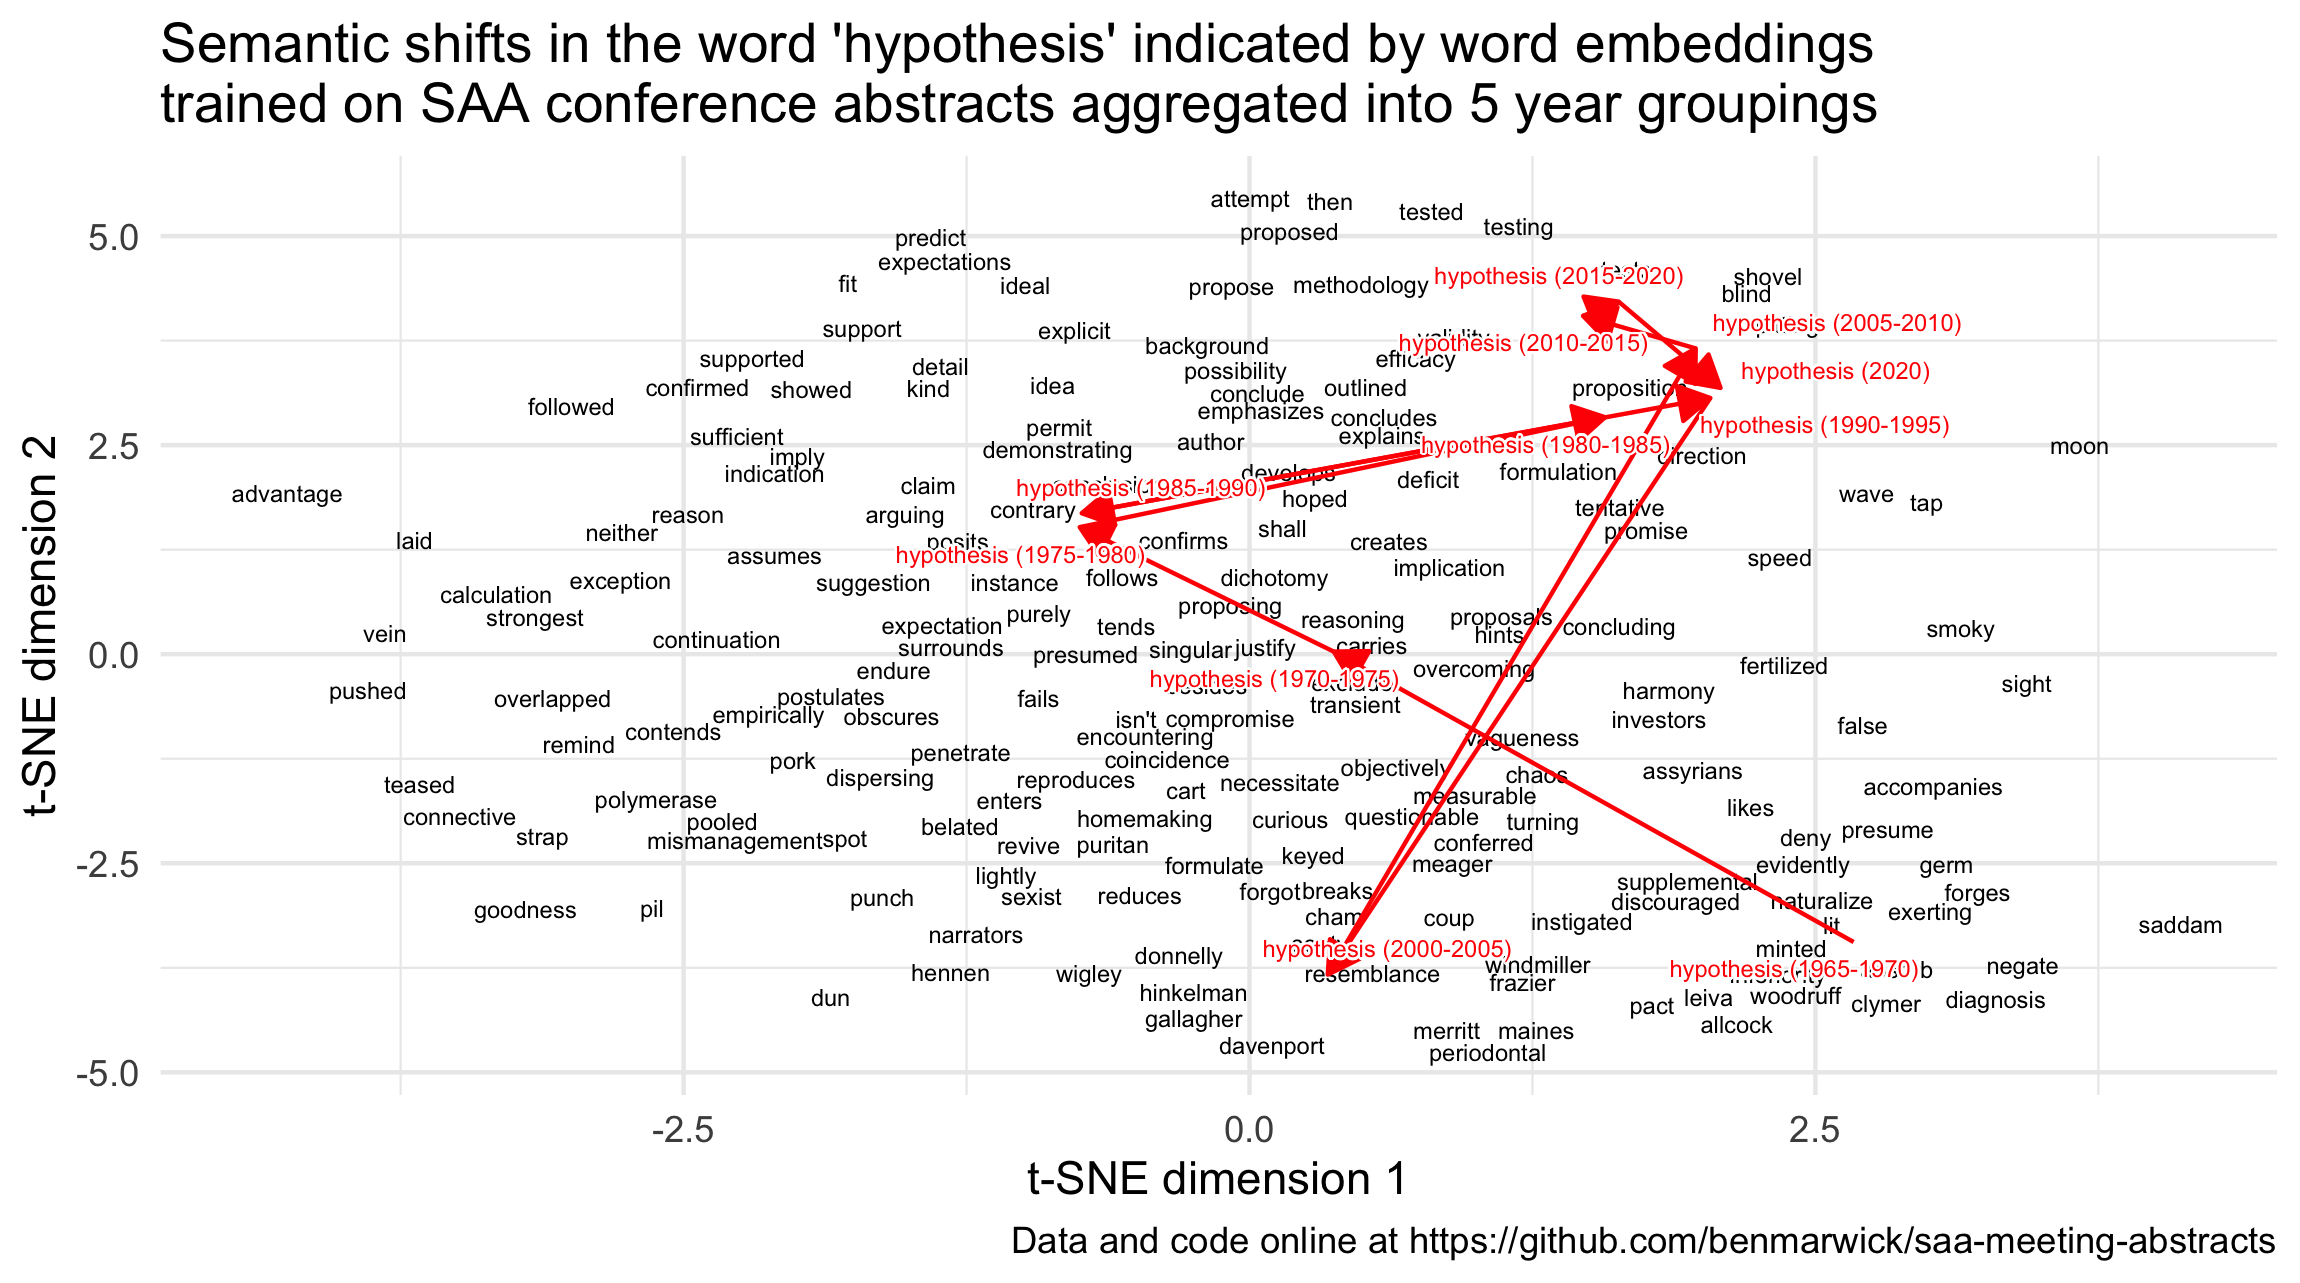 Semantic shifts in the word 'hypothesis' indicated by word embeddings
trained on SAA conference abstracts aggregated into 5 year groupings
attempt then
tested
testing
proposed
predict
expectations
5.0
hypothesis (2015-2020)
shovel
fit
ideal
propose
methodology
blind
hypothesis (2005-2010)
support
explicit
validity
hypothesis (2010-2015)
background
supported
detail
possibility
efficacy
hypothesis (2020)
confirmed
showed
kind
idea
conclude
outlined
proposition
followed
emphasizes
concludes
hypothesis (1990-1995)
permit
sufficient
demonstrating
author
explains
hypothesis (1980-1985)
moon
2.5
imply
direction
indication
develops
deficit
formulation
advantage
claim
hypothesis (1985-1990)
hoped
wave
tap
reason
arguing
contrary
tentative
neither
shall
promise
laid
posits
confirms
creates
assumes
hypothesis (1975-1980)
speed
implication
exception
suggestion
instance
follows
dichotomy
calculation
proposing
strongest
purely
reasoning
proposals
vein
expectation
tends
hints
concluding
smoky
continuation
surrounds
presumed
singular
justify
carries
0.0
endure
hypothesis (1970-1975)
overcoming
fertilized
pushed
overlapped
postulates
fails
besides
exclude
harmony
sight
empirically
obscures
isn't
compromise
transient
investors
false
contends
encountering
vagueness
remind
pork
penetrate
coincidence
teased
dispersing
reproduces
necessitate
objectively
chaos
assyrians
accompanies
polymerase
enters
cart
measurable
likes
connective
pooled
belated
homemaking
curious
questionable
turning
strap
mismanagement
spot
revive
puritan
conferred
deny
presume
-2.5
formulate
keyed
meager
evidently
germ
lightly
supplemental
goodness
pil
punch
sexist
reduces
forgot
breaks
discouraged
naturalize
forges
cham
coup
instigated
exerting
lit
saddam
narrators
hypothesis (2000-2005)
minted
donnelly
hennen
wigley
resemblance
windmiller
hypothesis (1965-1970)
negate
frazier
dun
hinkelman
pact
leiva
woodruff
clymer
diagnosis
gallagher
allcock
davenport
merritt
maines
periodontal
-5.0
-2.5
0.0
2.5
t-SNE dimension 1
t-SNE dimension 2
Data and code online at https://github.com/benmarwick/saa-meeting-abstracts